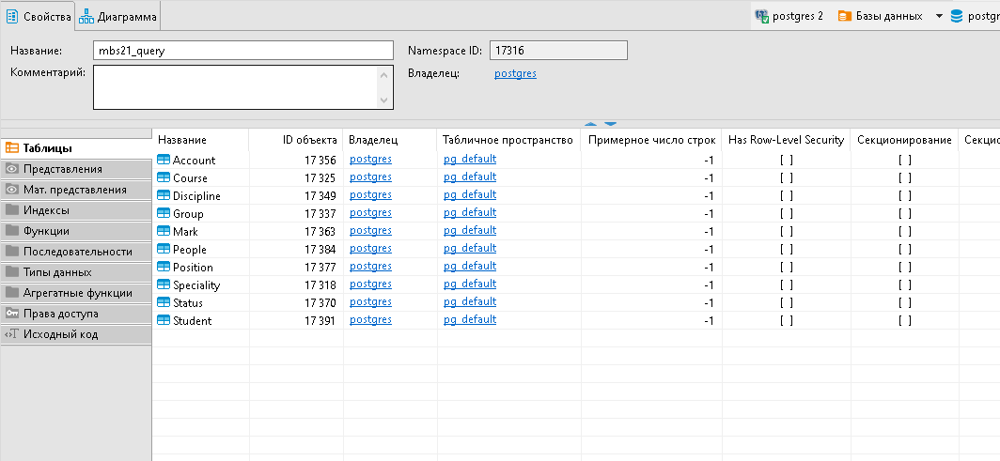 Свойства Диаграмма postgres 2 Базы данных postgr
Название: mbs21_query Namespace ID: 17316
Комментарий: Владелец: postgres
Название ID объекта Владелец Табличное пространство Примерное число строк Has Row-Level Security Секционирование Секцио
Таблицы
Представления
Мат. представления
Индексы
Функции
Последовательности
Типы данных
Агрегатные функции
Права доступа
Исходный код
Account 17 356 postgres pg_default -1 [ ] [ ]
Course 17 325 postgres pg_default -1 [ ] [ ]
Discipline 17 349 postgres pg_default -1 [ ] [ ]
Group 17 337 postgres pg_default -1 [ ] [ ]
Mark 17 363 postgres pg_default -1 [ ] [ ]
People 17 384 postgres pg_default -1 [ ] [ ]
Position 17 377 postgres pg_default -1 [ ] [ ]
Speciality 17 318 postgres pg_default -1 [ ] [ ]
Status 17 370 postgres pg_default -1 [ ] [ ]
Student 17 391 postgres pg_default -1 [ ] [ ]